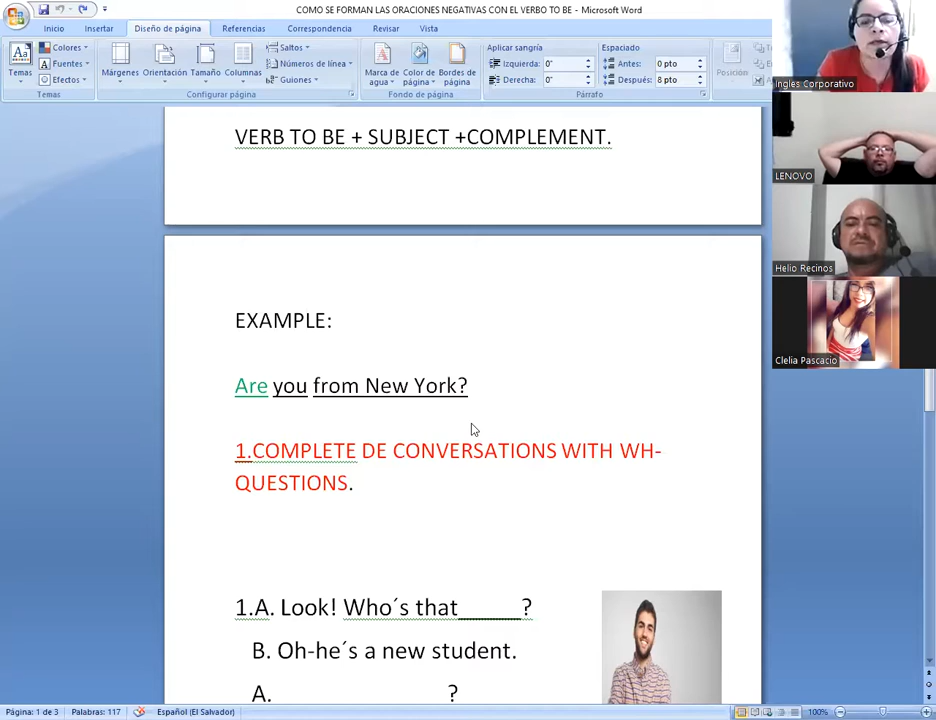 COMO SE FORMAN LAS ORACIONES NEGATIVAS CON EL VERBO TO BE - Microsoft Word
Inicio Insertar Diseño de página Referencias Correspondencia Revisar Vista
Aa Temas
Colores
Fuentes
Efectos
Temas
Márgenes Orientación Tamaño Columnas
Saltos
Números de línea
Guiones
Configurar página
Marca de agua
Color de página
Bordes de página
Fondo de página
Aplicar sangría
Izquierda: 0"
Derecha: 0"
Espaciado
Antes: 0 pto
Después: 8 pto
Párrafo
Posición
Ingles Corporativo
LENOVO
Helio Recinos
Clelia Pascacio
VERB TO BE + SUBJECT +COMPLEMENT.
EXAMPLE:
Are you from New York?
1.COMPLETE DE CONVERSATIONS WITH WH-
QUESTIONS.
1.A. Look! Who´s that______?
B. Oh-he´s a new student.
A. ?
Página: 1 de 3 Palabras: 117 Español (El Salvador) 100%